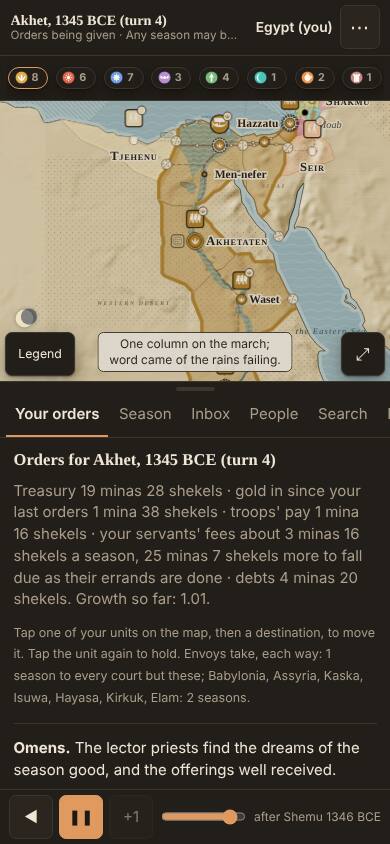 Akhet, 1345 BCE (turn 4)
Orders being given · Any season may b...
Egypt (you)
8
6
7
3
4
1
2
1
SHAKMU
Hazzatu
TJEHENU
SEIR
Men-nefer
SINAI
AKHETATEN
WESTERN DESERT
Waset
Legend
One column on the march;
word came of the rains failing.
Your orders
Season
Inbox
People
Search
Orders for Akhet, 1345 BCE (turn 4)
Treasury 19 minas 28 shekels · gold in since your
last orders 1 mina 38 shekels · troops' pay 1 mina
16 shekels · your servants' fees about 3 minas 16
shekels a season, 25 minas 7 shekels more to fall
due as their errands are done · debts 4 minas 20
shekels. Growth so far: 1.01.
Tap one of your units on the map, then a destination, to move
it. Tap the unit again to hold. Envoys take, each way: 1
season to every court but these; Babylonia, Assyria, Kaska,
Isuwa, Hayasa, Kirkuk, Elam: 2 seasons.
Omens. The lector priests find the dreams of the
season good, and the offerings well received.
+1
after Shemu 1346 BCE